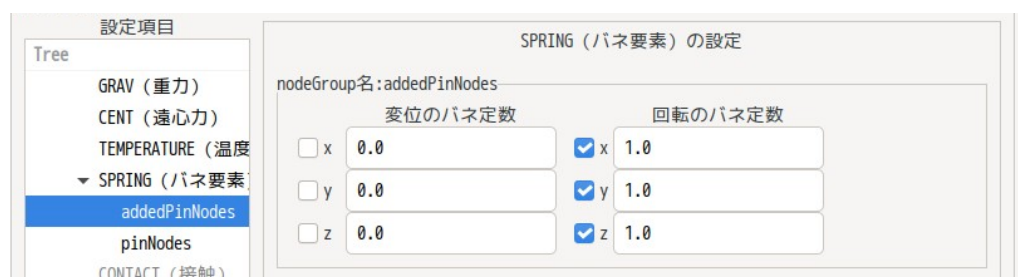 設定項目
Tree
GRAV (重力)
CENT (遠心力)
TEMPERATURE (温度
SPRING (バネ要素)
addedPinNodes
pinNodes
CONTACT (接触)
SPRING (バネ要素) の設定
nodeGroup名:addedPinNodes
変位のバネ定数 回転のバネ定数
x 0.0 x 1.0
y 0.0 y 1.0
z 0.0 z 1.0